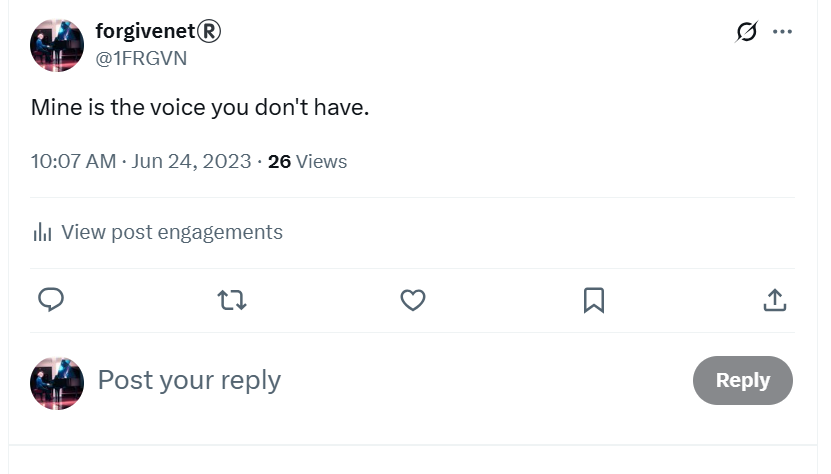 forgivenet®
@1FRGVN
Mine is the voice you don't have.
10:07 AM · Jun 24, 2023 · 26 Views
View post engagements
Post your reply
Reply